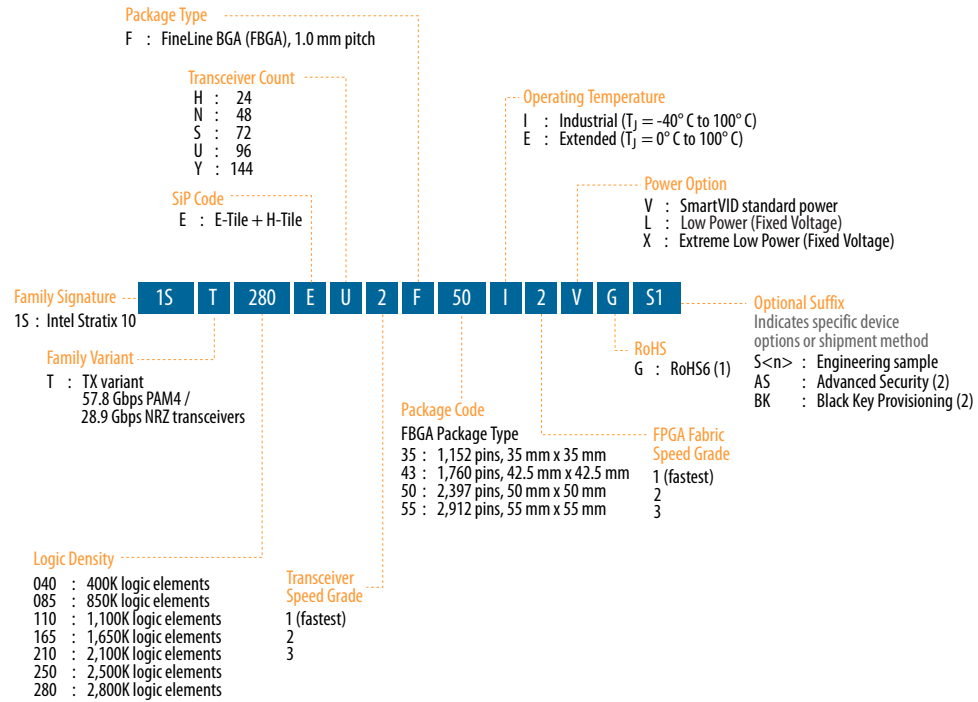 Package Type
F : FineLine BGA (FBGA), 1.0 mm pitch
Transceiver Count
H : 24
N : 48
S : 72
U : 96
Y : 144
Operating Temperature
I : Industrial (TJ = -40° C to 100° C)
E : Extended (TJ = 0° C to 100° C)
SiP Code
E : E-Tile + H-Tile
Power Option
V : SmartVID standard power
L : Low Power (Fixed Voltage)
X : Extreme Low Power (Fixed Voltage)
Family Signature
1S : Intel Stratix 10
1S T 280 E U 2 F 50 I 2 V G S1
Optional Suffix
Indicates specific device
options or shipment method
S<n> : Engineering sample
AS : Advanced Security (2)
BK : Black Key Provisioning (2)
Family Variant
T : TX variant
57.8 Gbps PAM4 /
28.9 Gbps NRZ transceivers
RoHS
G : RoHS6 (1)
Package Code
FBGA Package Type
35 : 1,152 pins, 35 mm x 35 mm
43 : 1,760 pins, 42.5 mm x 42.5 mm
50 : 2,397 pins, 50 mm x 50 mm
55 : 2,912 pins, 55 mm x 55 mm
FPGA Fabric
Speed Grade
1 (fastest)
2
3
Logic Density
040 : 400K logic elements
085 : 850K logic elements
110 : 1,100K logic elements
165 : 1,650K logic elements
210 : 2,100K logic elements
250 : 2,500K logic elements
280 : 2,800K logic elements
Transceiver
Speed Grade
1 (fastest)
2
3